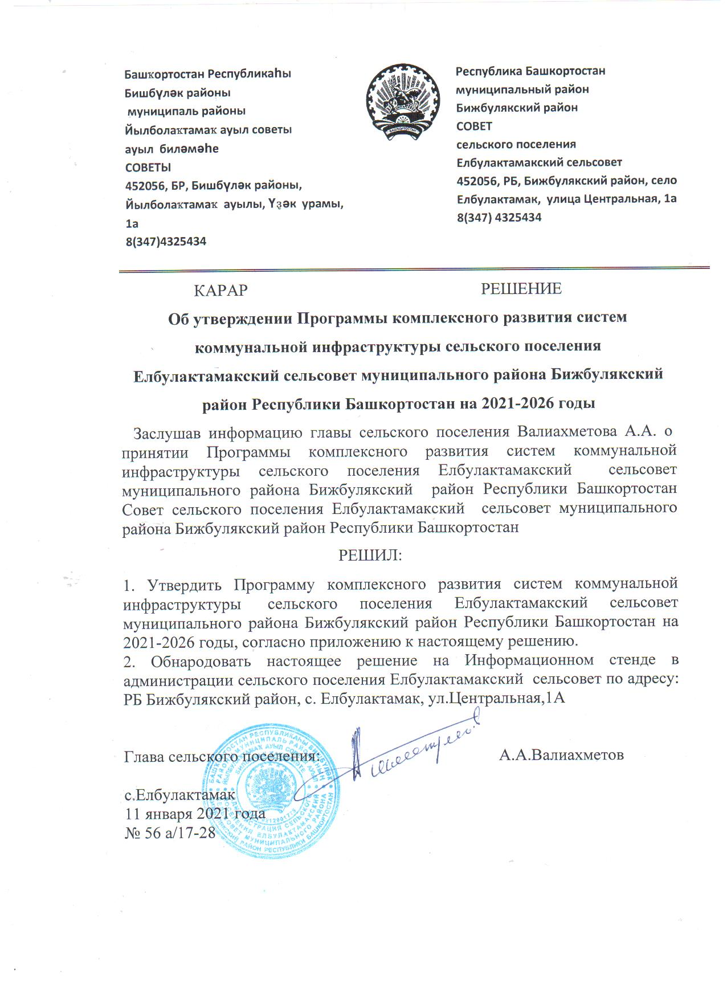 Башҡортостан Республикаһы
Бишбүләк районы
муниципаль районы
Йылболаҡтамаҡ ауыл советы
ауыл биләмәһе
СОВЕТЫ
452056, БР, Бишбүләк районы,
Йылболаҡтамаҡ ауылы, Үҙәк урамы,
1а
8(347)4325434
БАШКОРТОСТАН
Республика Башкортостан
муниципальный район
Бижбулякский район
СОВЕТ
сельского поселения
Елбулактамакский сельсовет
452056, РБ, Бижбулякский район, село
Елбулактамак, улица Центральная, 1а
8(347) 4325434
КАРАР РЕШЕНИЕ
Об утверждении Программы комплексного развития систем
коммунальной инфраструктуры сельского поселения
Елбулактамакский сельсовет муниципального района Бижбулякский
район Республики Башкортостан на 2021-2026 годы
Заслушав информацию главы сельского поселения Валиахметова А.А. о
принятии Программы комплексного развития систем коммунальной
инфраструктуры сельского поселения Елбулактамакский сельсовет
муниципального района Бижбулякский район Республики Башкортостан
Совет сельского поселения Елбулактамакский сельсовет муниципального
района Бижбулякский район Республики Башкортостан
РЕШИЛ:
1. Утвердить Программу комплексного развития систем коммунальной
инфраструктуры сельского поселения Елбулактамакский сельсовет
муниципального района Бижбулякский район Республики Башкортостан на
2021-2026 годы, согласно приложению к настоящему решению.
2. Обнародовать настоящее решение на Информационном стенде в
администрации сельского поселения Елбулактамакский сельсовет по адресу:
РБ Бижбулякский район, с. Елбулактамак, ул.Центральная,1А
Глава сельского поселения: А.А.Валиахметов
с.Елбулактамак
11 января 2021 года
№ 56 а/17-28